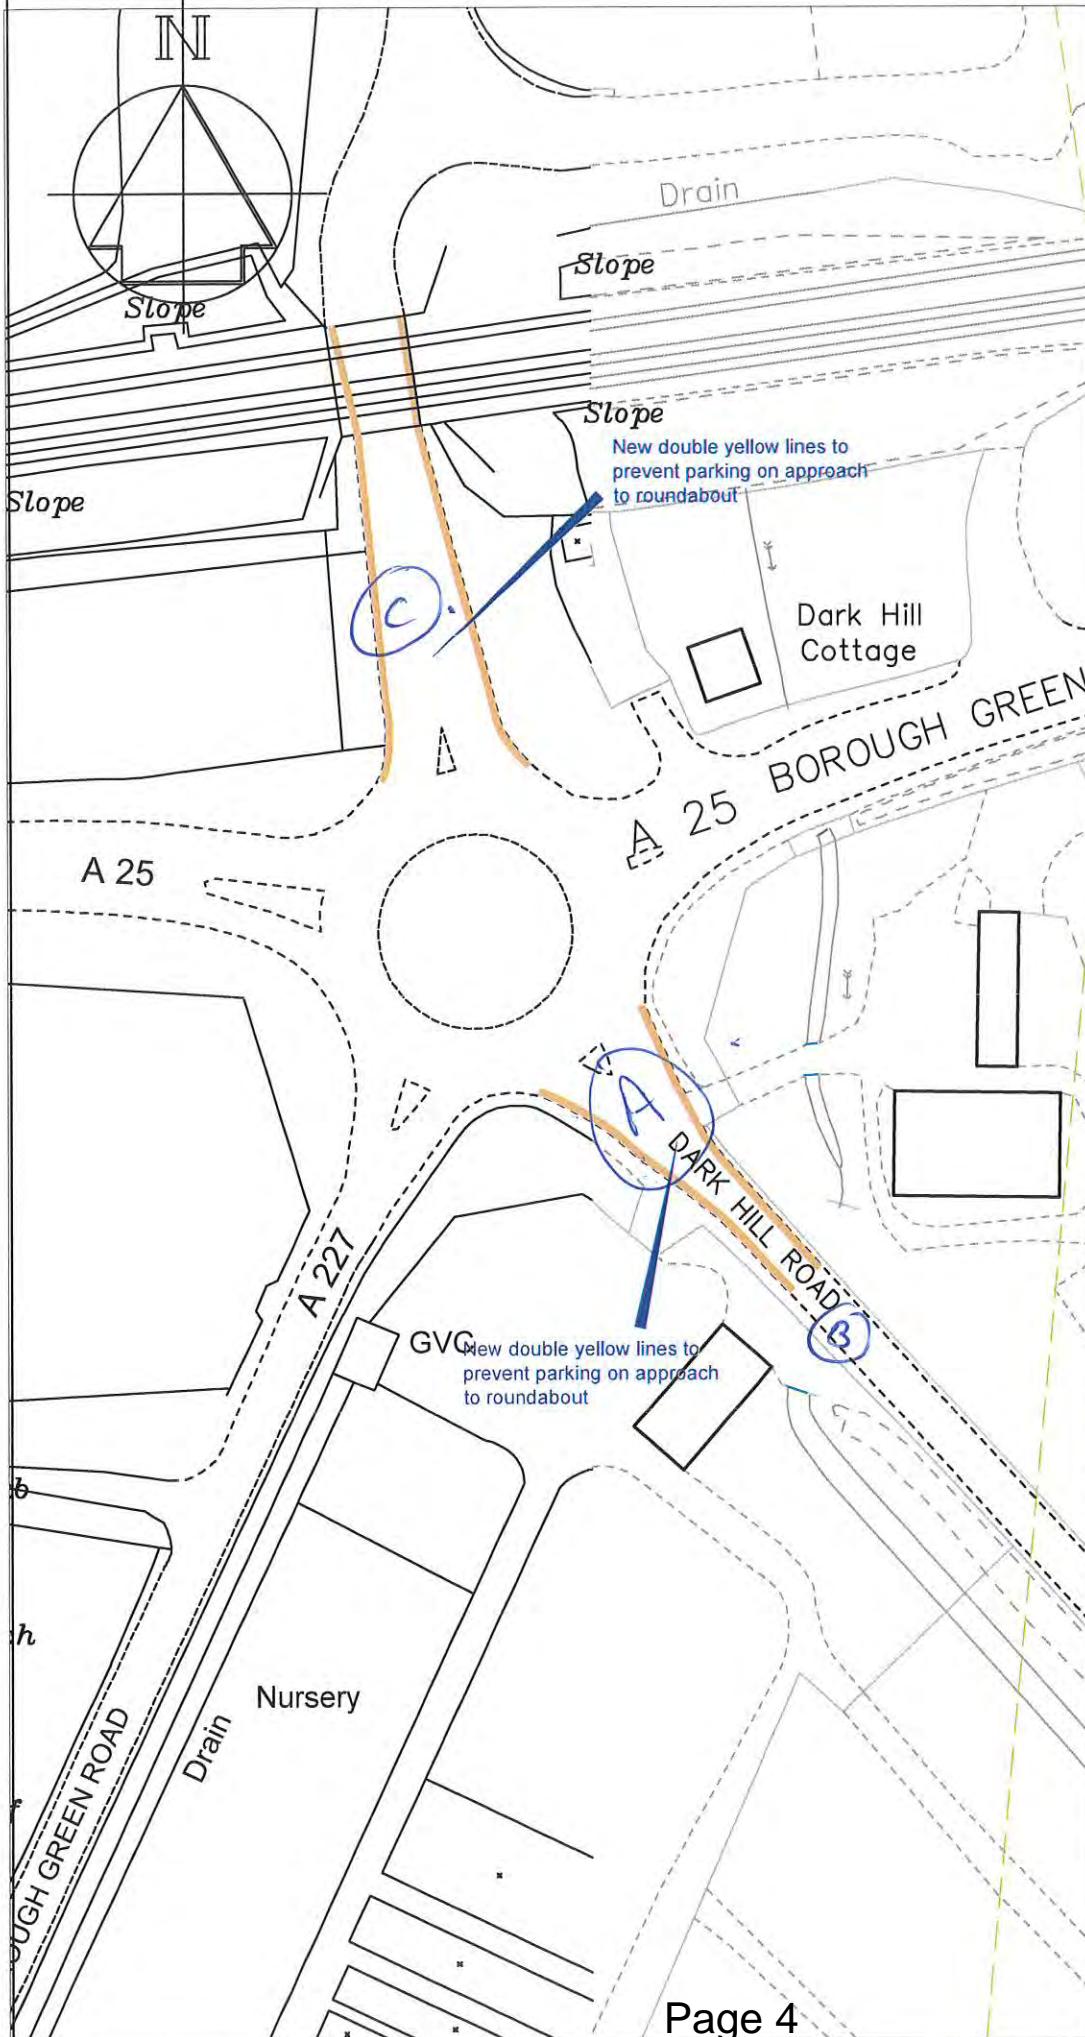 N
Drain
Slope
Slope
Slope
New double yellow lines to
prevent parking on approach
to roundabout
Slope
C
Dark Hill
Cottage
A 25 BOROUGH GREEN
A 25
A
DARK HILL ROAD
A 227
B
GVC
New double yellow lines to
prevent parking on approach
to roundabout
b
h
Nursery
Drain
f
OUGH GREEN ROAD
Page 4